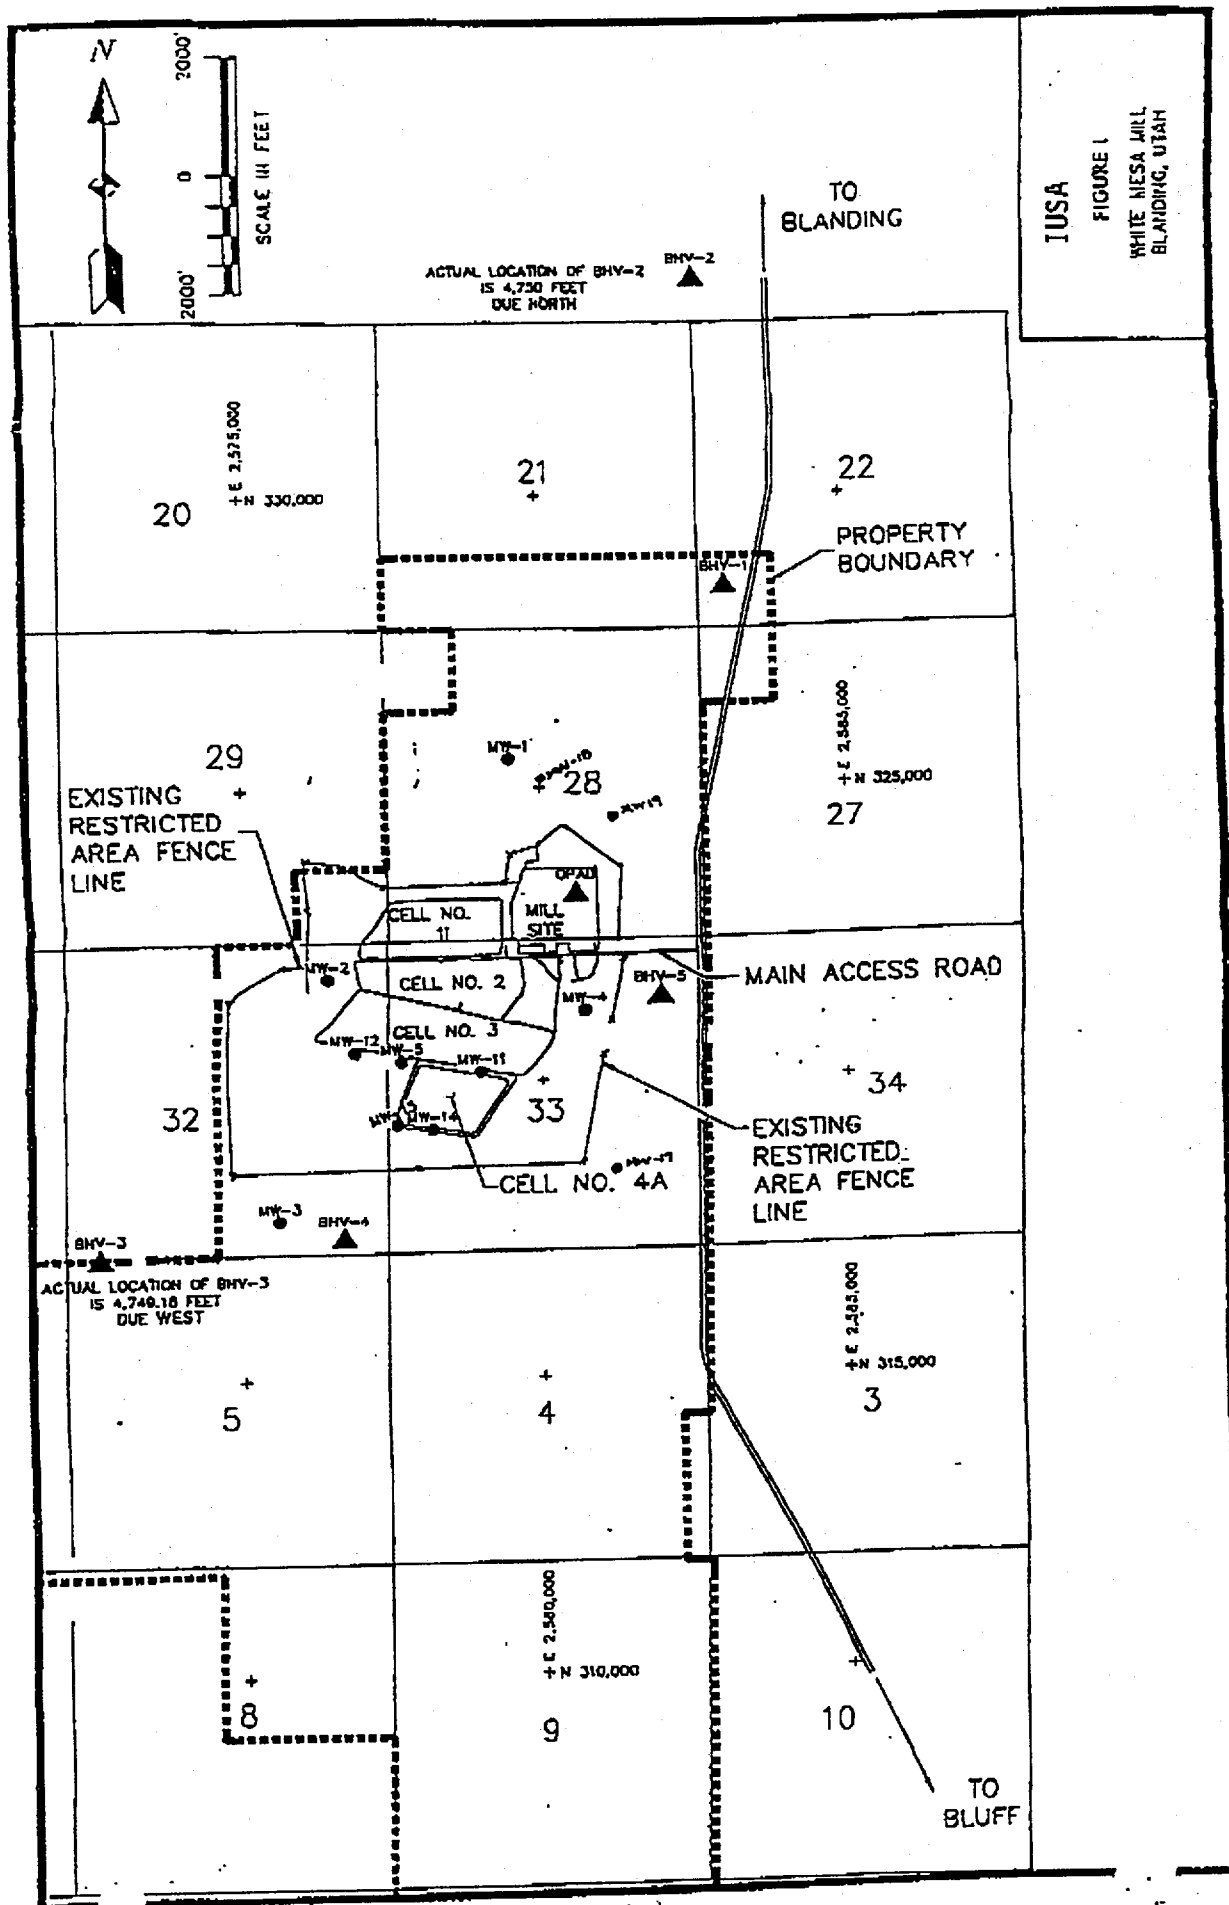 N
2000'
0
2000'
SCALE IN FEET
IUSA
FIGURE 1
WHITE MESA MILL
BLANDING, UTAH
TO
BLANDING
BHV-2
ACTUAL LOCATION OF BHV-2
IS 4,750 FEET
DUE NORTH
E 2,575,000
N 330,000
20
21
22
PROPERTY
BOUNDARY
BHV-1
E 2,585,000
N 325,000
29
MW-1
28
MW19
27
EXISTING
RESTRICTED
AREA FENCE
LINE
CELL NO.
1I
MILL
SITE
MW-2
CELL NO. 2
BHV-5
MAIN ACCESS ROAD
MW-4
CELL NO. 3
MW-12
MW-5
MW-11
32
33
34
MW-14
EXISTING
RESTRICTED
AREA FENCE
LINE
MW-17
CELL NO. 4A
MW-3
BHV-4
BHV-3
ACTUAL LOCATION OF BHV-3
IS 4,749.18 FEET
DUE WEST
E 2,585,000
N 315,000
5
4
3
E 2,580,000
N 310,000
8
9
10
TO
BLUFF